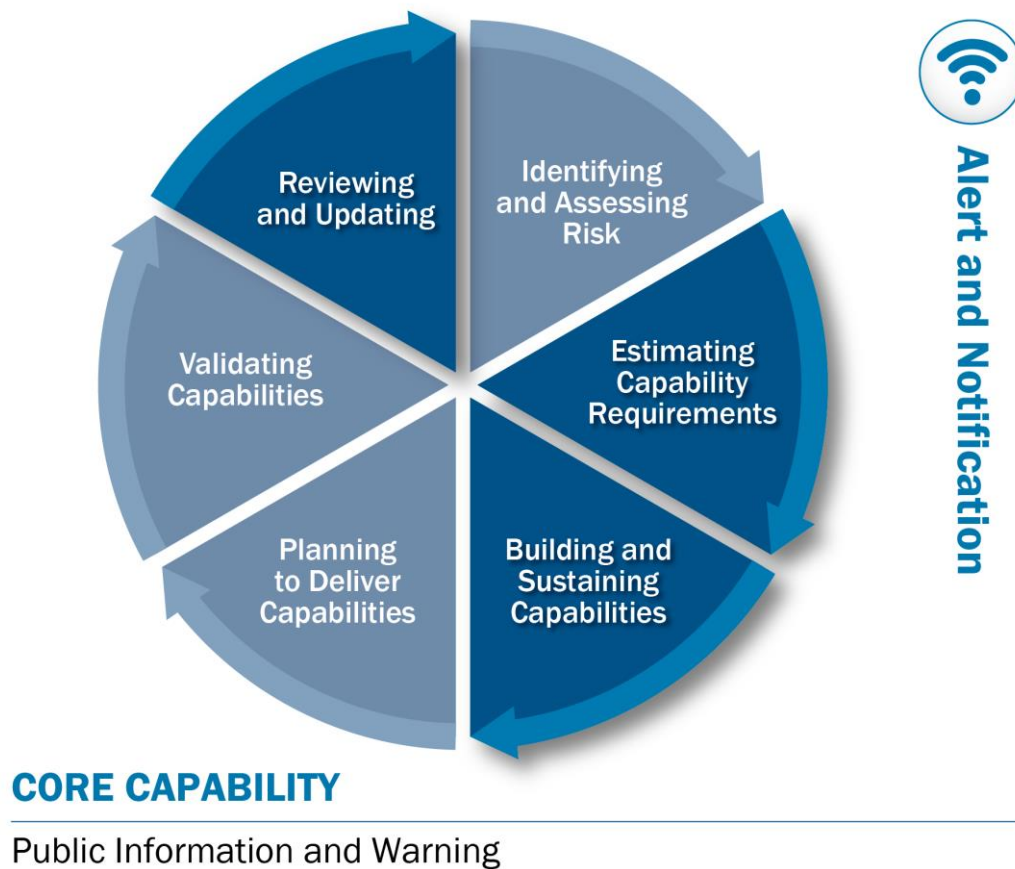 Identifying
and Assessing
Risk
Estimating
Capability
Requirements
Building and
Sustaining
Capabilities
Planning
to Deliver
Capabilities
Validating
Capabilities
Reviewing
and Updating
Alert and Notification
CORE CAPABILITY
Public Information and Warning